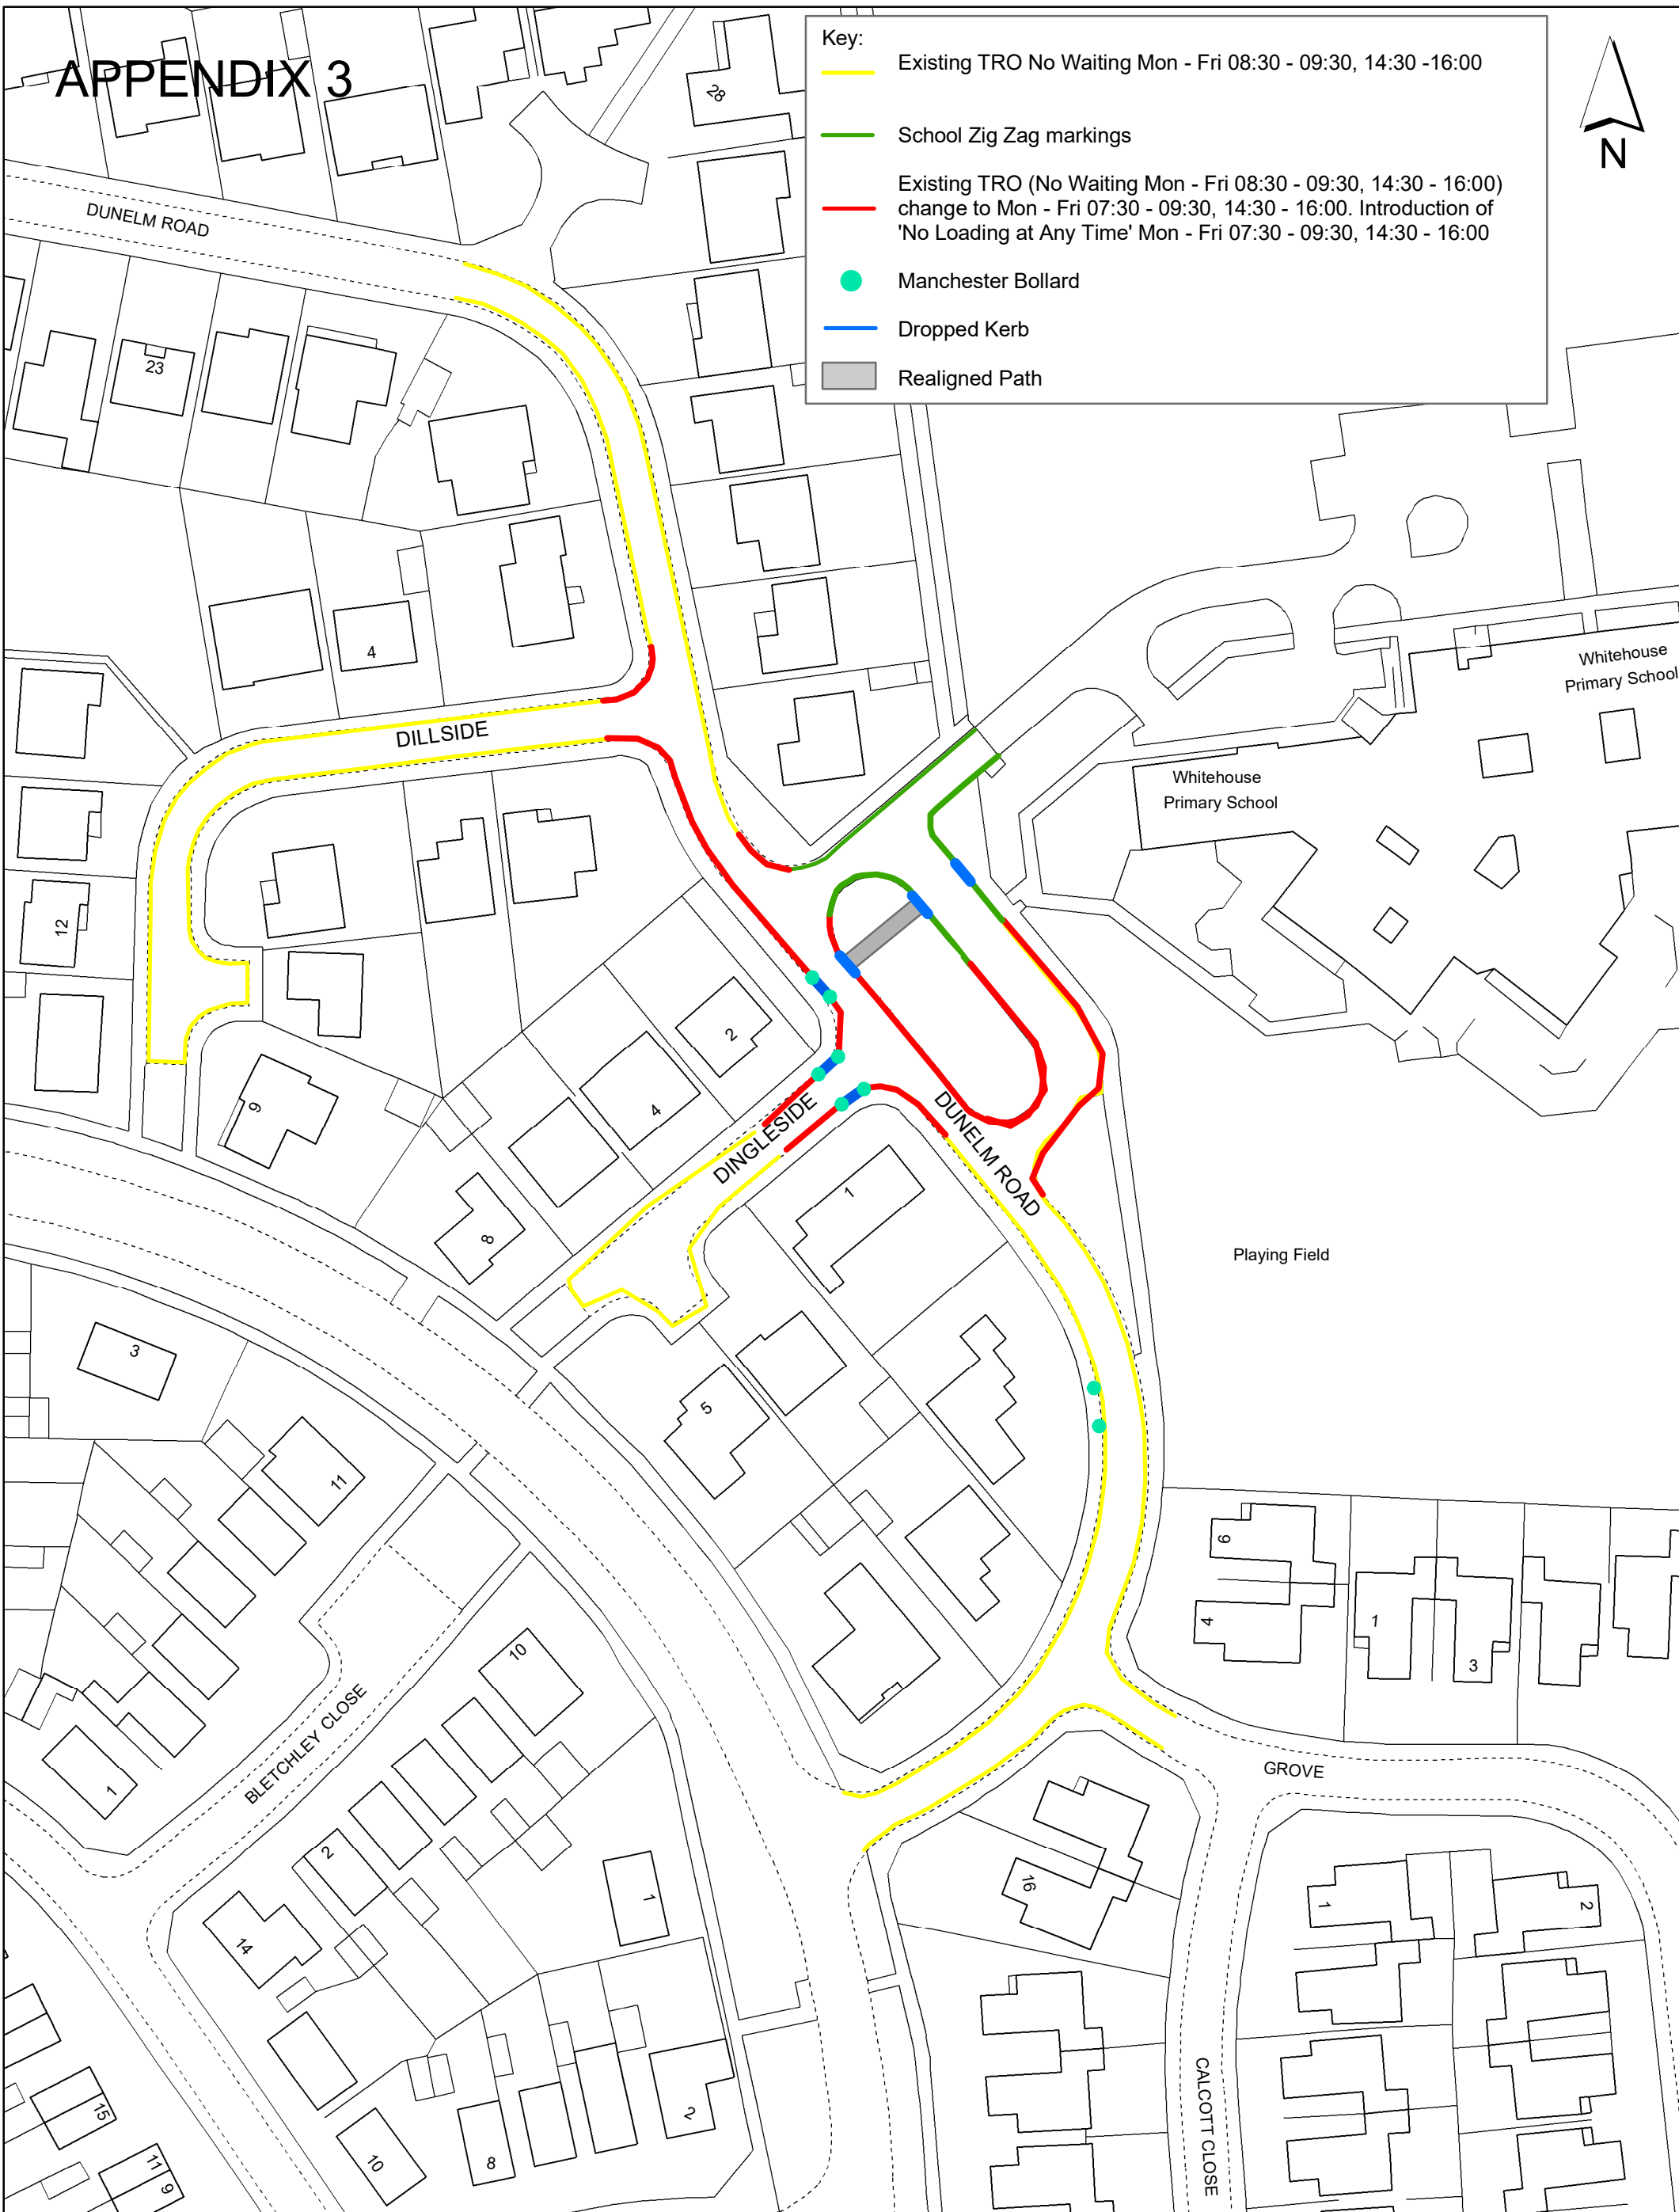 APPENDIX 3
Key:
Existing TRO No Waiting Mon - Fri 08:30 - 09:30, 14:30 -16:00
School Zig Zag markings
Existing TRO (No Waiting Mon - Fri 08:30 - 09:30, 14:30 - 16:00)
change to Mon - Fri 07:30 - 09:30, 14:30 - 16:00. Introduction of
'No Loading at Any Time' Mon - Fri 07:30 - 09:30, 14:30 - 16:00
Manchester Bollard
Dropped Kerb
Realigned Path
N
28
DUNELM ROAD
23
4
Whitehouse
Primary School
DILLSIDE
Whitehouse
Primary School
12
2
4
9
DINGLESIDE
DUNELM ROAD
1
8
Playing Field
3
5
11
6
4
1
3
10
BLETCHLEY CLOSE
1
GROVE
2
16
1
1
2
14
CALCOTT CLOSE
15
2
10
8
11
9